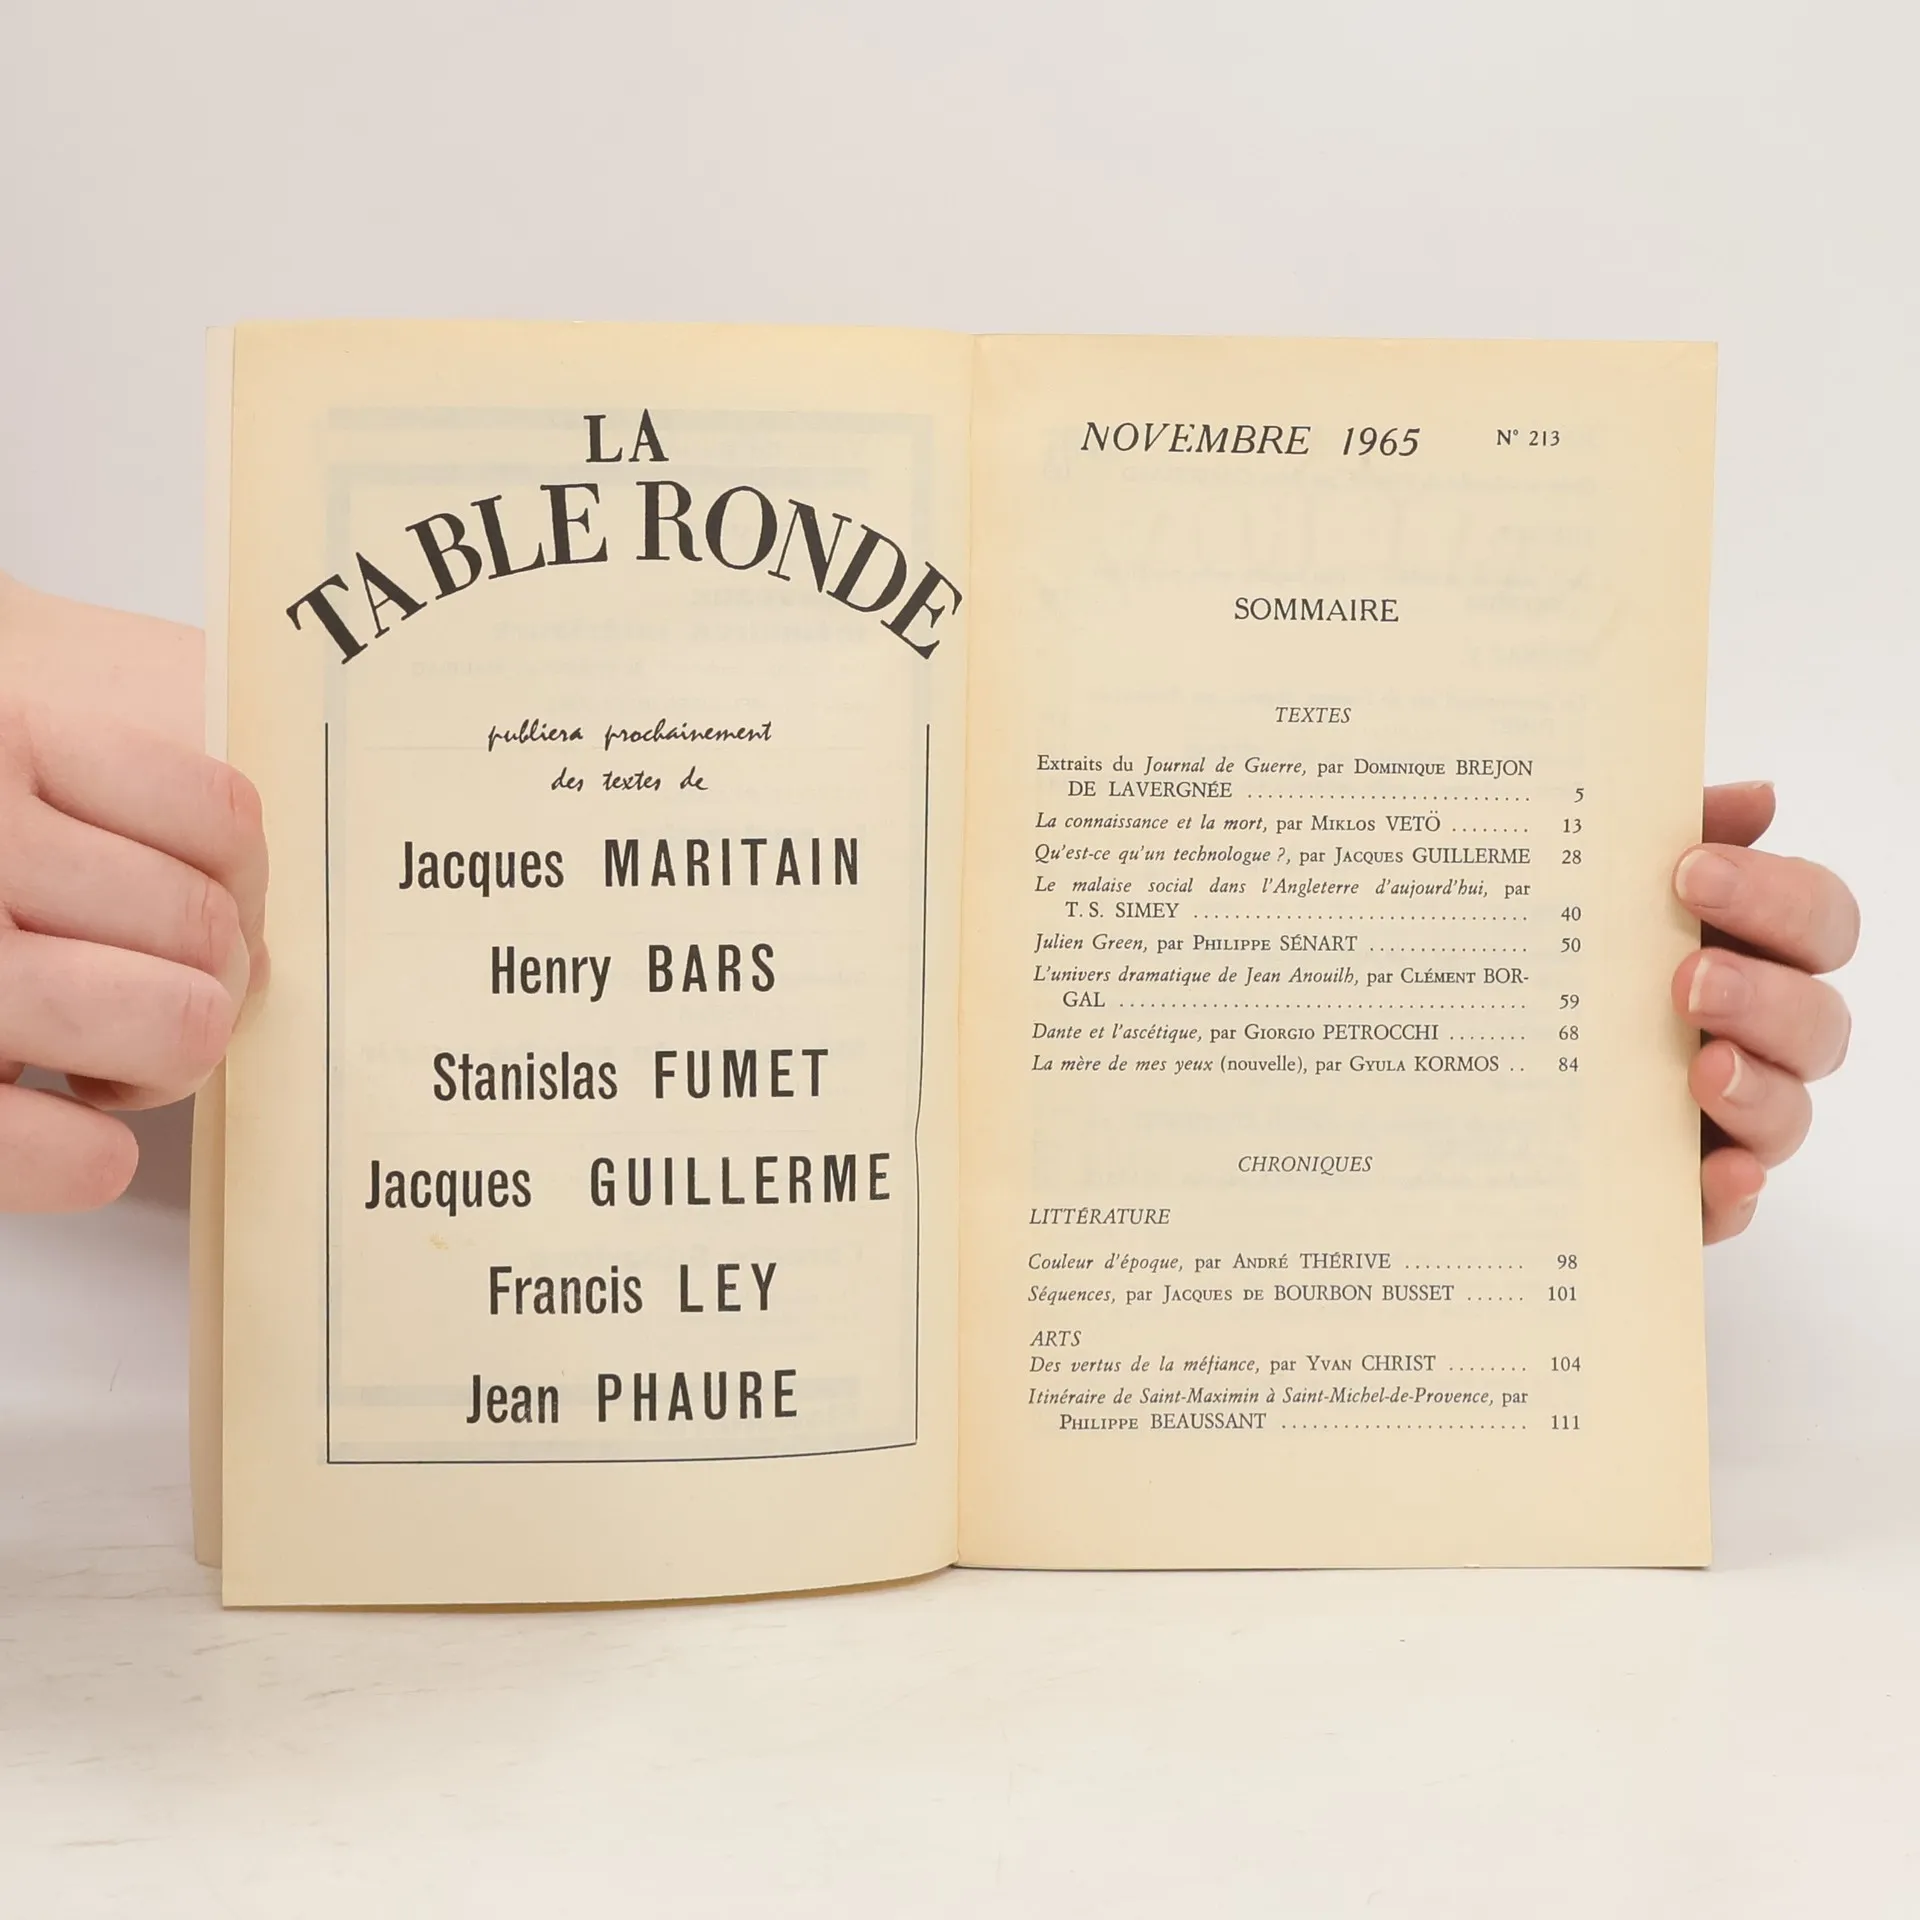 LA
TABLE RONDE
publiera prochainement
des textes de
Jacques MARITAIN
Henry BARS
Stanislas FUMET
Jacques GUILLERME
Francis LEY
Jean PHAURE
NOVEMBRE 1965 N° 213
SOMMAIRE
TEXTES
Extraits du Journal de Guerre, par DOMINIQUE BREJON
DE LAVERGNÉE ........................... 5
La connaissance et la mort, par MIKLOS VETÖ ........ 13
Qu'est-ce qu'un technologue ?, par JACQUES GUILLERME 28
Le malaise social dans l'Angleterre d'aujourd'hui, par
T. S. SIMEY ................................ 40
Julien Green, par PHILIPPE SÉNART ................ 50
L'univers dramatique de Jean Anouilh, par CLÉMENT BOR-
GAL ....................................... 59
Dante et l'ascétique, par GIORGIO PETROCCHI ........ 68
La mère de mes yeux (nouvelle), par GYULA KORMOS .. 84
CHRONIQUES
LITTÉRATURE
Couleur d'époque, par ANDRÉ THÉRIVE ............ 98
Séquences, par JACQUES DE BOURBON BUSSET ...... 101
ARTS
Des vertus de la méfiance, par YVAN CHRIST ........ 104
Itinéraire de Saint-Maximin à Saint-Michel-de-Provence, par
PHILIPPE BEAUSSANT ........................ 111